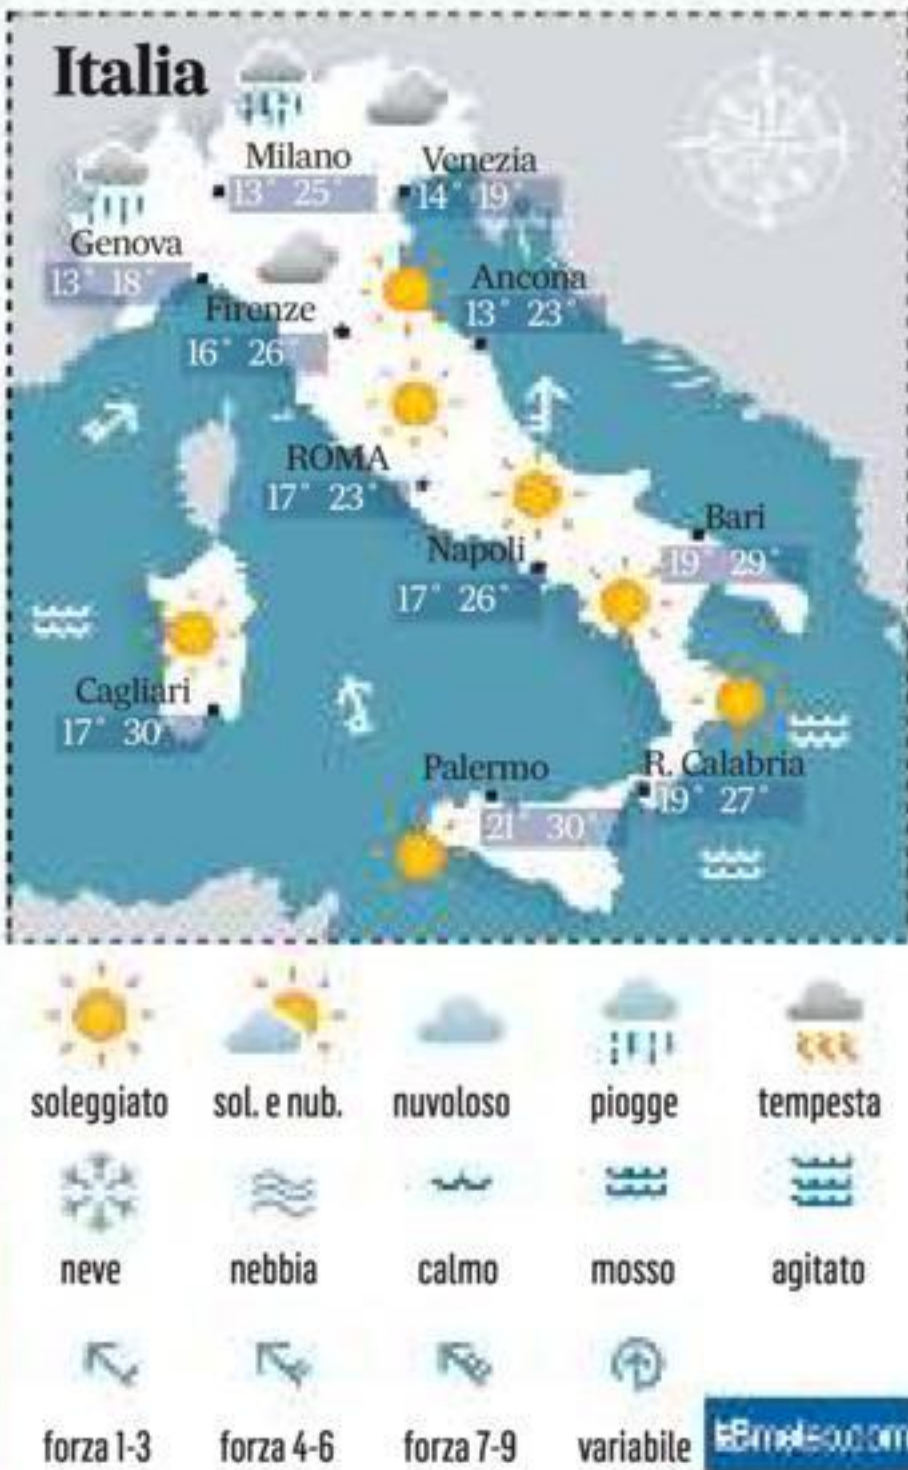 Italia
Milano
13° 25°
Venezia
14° 19°
Genova
13° 18°
Firenze
16° 26°
Ancona
13° 23°
ROMA
17° 23°
Napoli
17° 26°
Bari
19° 29°
Cagliari
17° 30°
Palermo
21° 30°
R. Calabria
19° 27°
soleggiato
sol. e nub.
nuvoloso
piogge
tempesta
neve
nebbia
calmo
mosso
agitato
forza 1-3
forza 4-6
forza 7-9
variabile